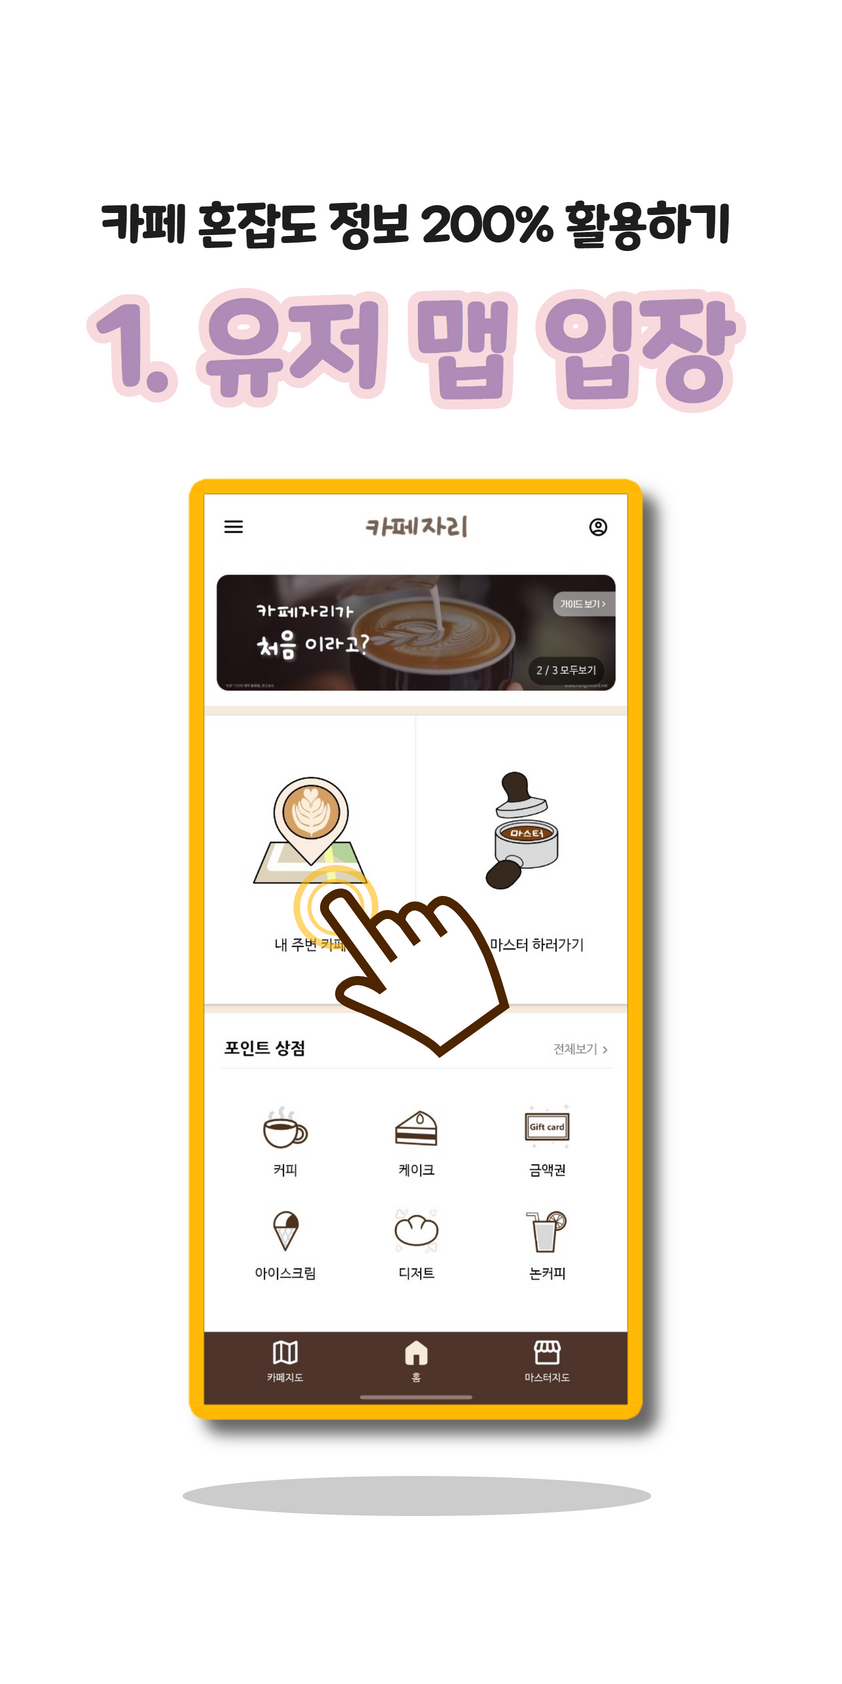 카페 혼잡도 정보 200% 활용하기
1. 유저 맵 입장
카페자리
카페자리가
처음 이라고?
가이드 보기 >
2 / 3 모두보기
마스터
내 주변 카페
마스터 하러가기
포인트 상점
전체보기 >
Gift card
커피
케이크
금액권
아이스크림
디저트
논커피
카페지도
홈
마스터지도